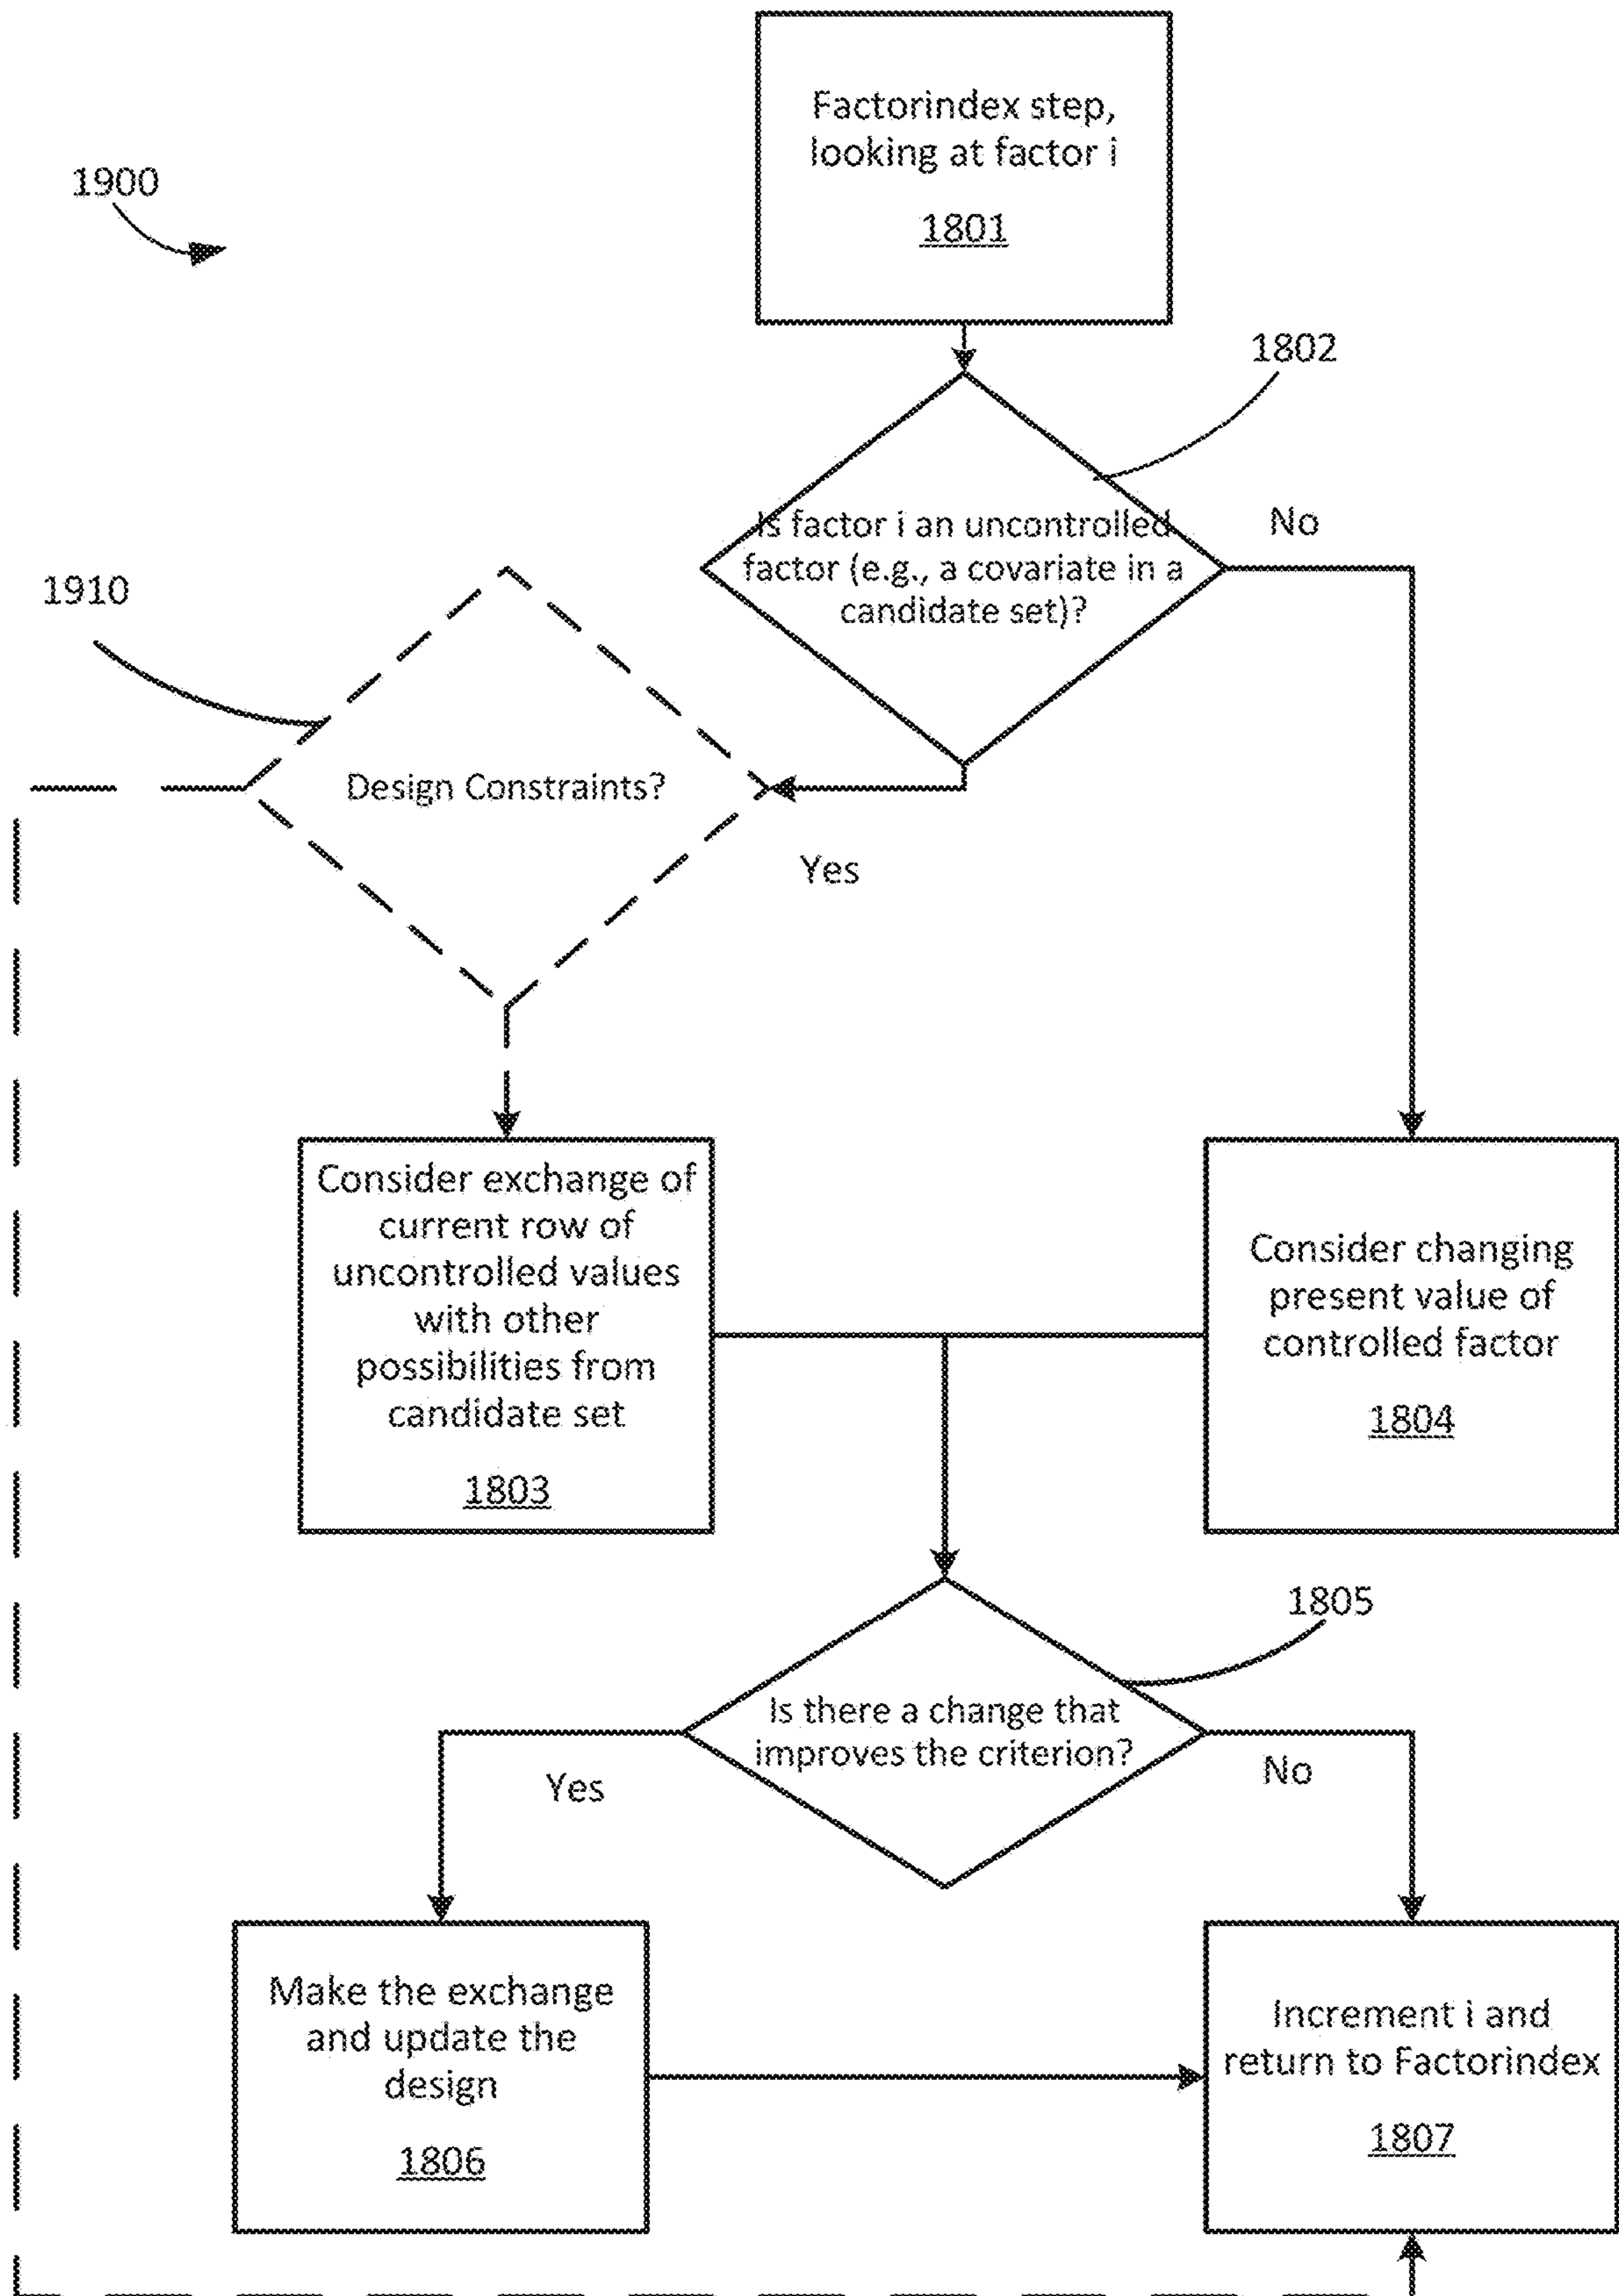 Factorindex step,
looking at factor i
1801
1900
1802
Is factor i an uncontrolled
factor (e.g., a covariate in a
candidate set)?
No
1910
Design Constraints?
Yes
Consider exchange of
current row of
uncontrolled values
with other
possibilities from
candidate set
1803
Consider changing
present value of
controlled factor
1804
1805
Is there a change that
improves the criterion?
Yes
No
Make the exchange
and update the
design
1806
Increment i and
return to Factorindex
1807